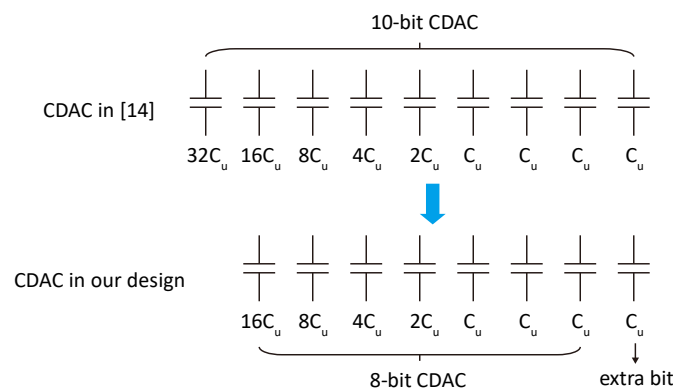 10-bit CDAC
CDAC in [14]
32Cu 16Cu 8Cu 4Cu 2Cu Cu Cu Cu Cu
CDAC in our design
16Cu 8Cu 4Cu 2Cu Cu Cu Cu Cu
8-bit CDAC extra bit